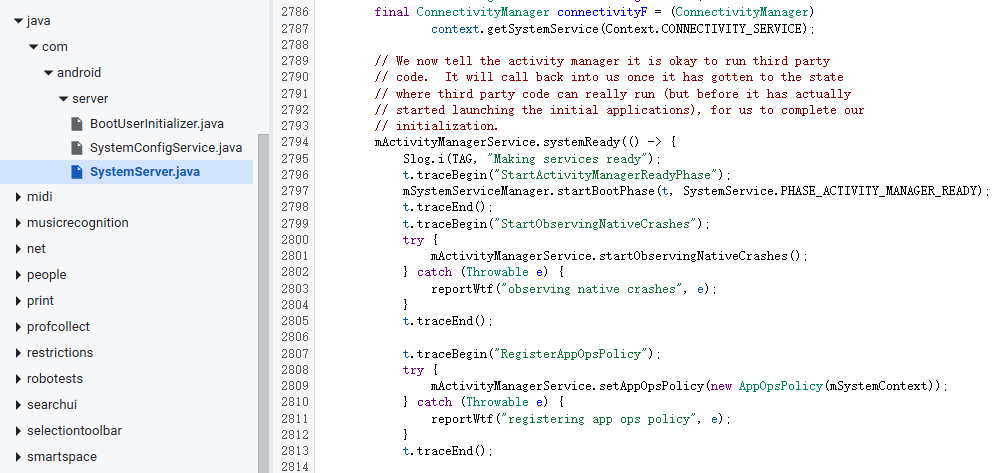 java
com
android
server
BootUserInitializer.java
SystemConfigService.java
SystemServer.java
midi
musicrecognition
net
people
print
profcollect
restrictions
robotests
searchui
selectiontoolbar
smartspace
2786 final ConnectivityManager connectivityF = (ConnectivityManager)
2787 context.getSystemService(Context.CONNECTIVITY_SERVICE);
2788
2789 // We now tell the activity manager it is okay to run third party
2790 // code.  It will call back into us once it has gotten to the state
2791 // where third party code can really run (but before it has actually
2792 // started launching the initial applications), for us to complete our
2793 // initialization.
2794 mActivityManagerService.systemReady(() -> {
2795 Slog.i(TAG, "Making services ready");
2796 t.traceBegin("StartActivityManagerReadyPhase");
2797 mSystemServiceManager.startBootPhase(t, SystemService.PHASE_ACTIVITY_MANAGER_READY);
2798 t.traceEnd();
2799 t.traceBegin("StartObservingNativeCrashes");
2800 try {
2801 mActivityManagerService.startObservingNativeCrashes();
2802 } catch (Throwable e) {
2803 reportWtf("observing native crashes", e);
2804 }
2805 t.traceEnd();
2806
2807 t.traceBegin("RegisterAppOpsPolicy");
2808 try {
2809 mActivityManagerService.setAppOpsPolicy(new AppOpsPolicy(mSystemContext));
2810 } catch (Throwable e) {
2811 reportWtf("registering app ops policy", e);
2812 }
2813 t.traceEnd();
2814